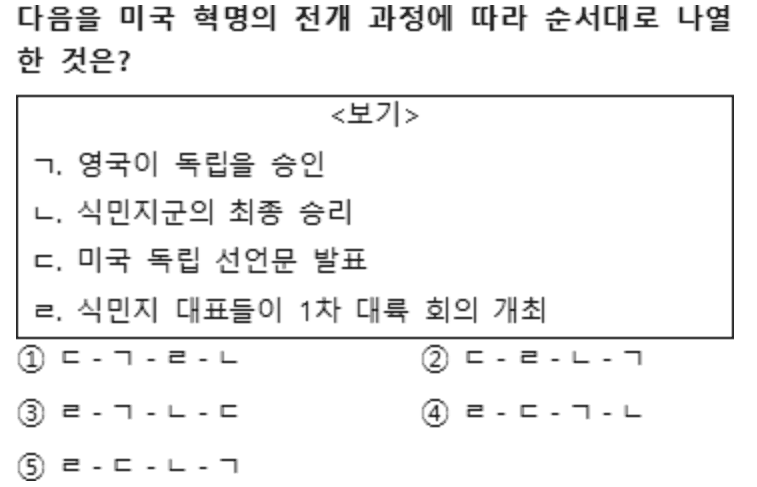 다음을 미국 혁명의 전개 과정에 따라 순서대로 나열
한 것은?
<보기>
ㄱ. 영국이 독립을 승인
ㄴ. 식민지군의 최종 승리
ㄷ. 미국 독립 선언문 발표
ㄹ. 식민지 대표들이 1차 대륙 회의 개최
① ㄷ - ㄱ - ㄹ - ㄴ ② ㄷ - ㄹ - ㄴ - ㄱ
③ ㄹ - ㄱ - ㄴ - ㄷ ④ ㄹ - ㄷ - ㄱ - ㄴ
⑤ ㄹ - ㄷ - ㄴ - ㄱ